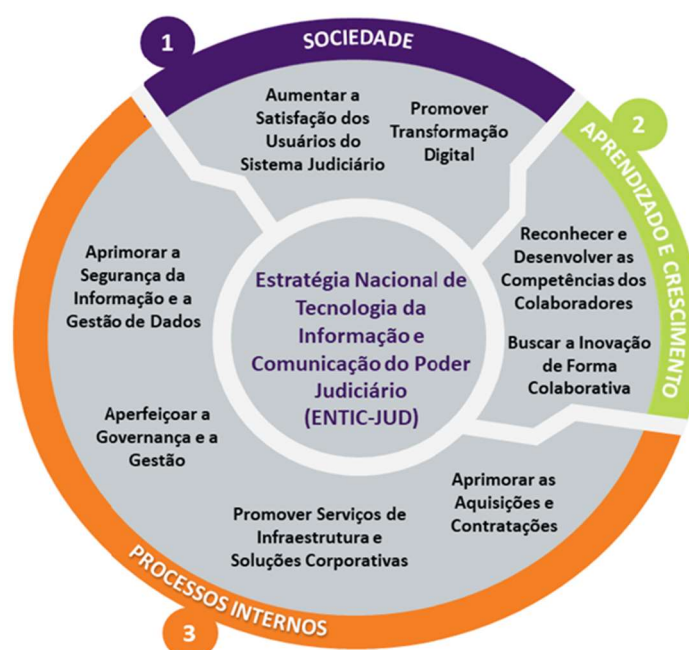 1
SOCIEDADE
Aumentar a
Satisfação dos
Usuários do
Sistema Judiciário
Promover
Transformação
Digital
2
APRENDIZADO E CRESCIMENTO
Reconhecer e
Desenvolver as
Competências dos
Colaboradores
Buscar a Inovação
de Forma
Colaborativa
Estratégia Nacional de
Tecnologia da
Informação e
Comunicação do Poder
Judiciário
(ENTIC-JUD)
Aprimorar a
Segurança da
Informação e a
Gestão de Dados
Aperfeiçoar a
Governança e a
Gestão
Promover Serviços de
Infraestrutura e
Soluções Corporativas
Aprimorar as
Aquisições e
Contratações
PROCESSOS INTERNOS
3